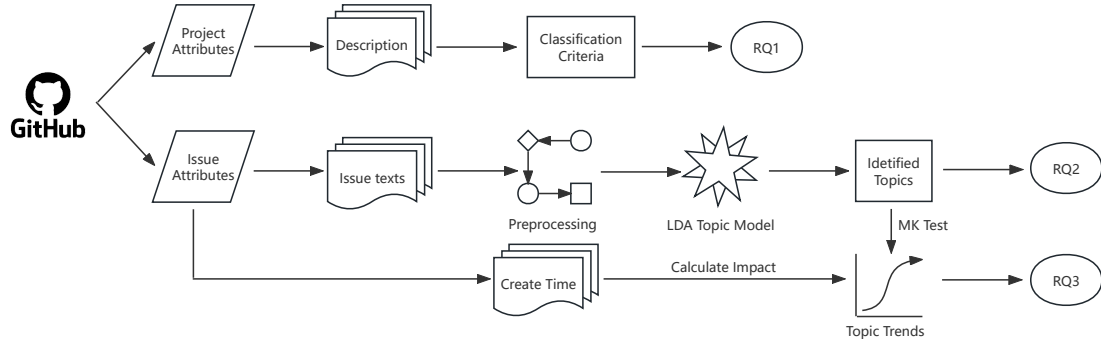 Project
Attributes
Description
Classification
Criteria
RQ1
GitHub
Issue
Attributes
Issue texts
Preprocessing
LDA Topic Model
Idetified
Topics
RQ2
MK Test
Create Time
Calculate Impact
Topic Trends
RQ3